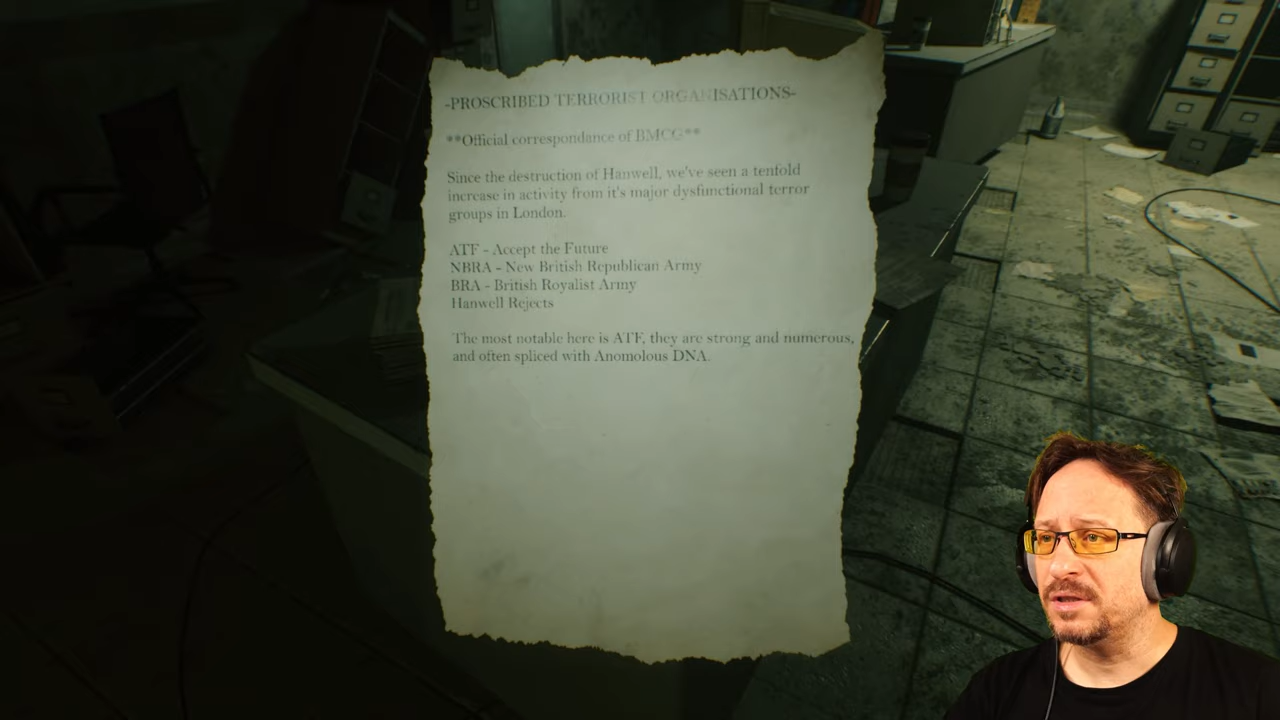 -PROSCRIBED TERRORIST ORGANISATIONS-
**Official correspondance of BMCG**
Since the destruction of Hanwell, we've seen a tenfold
increase in activity from it's major dysfunctional terror
groups in London.
ATF - Accept the Future
NBRA - New British Republican Army
BRA - British Royalist Army
Hanwell Rejects
The most notable here is ATF, they are strong and numerous,
and often spliced with Anomolous DNA.